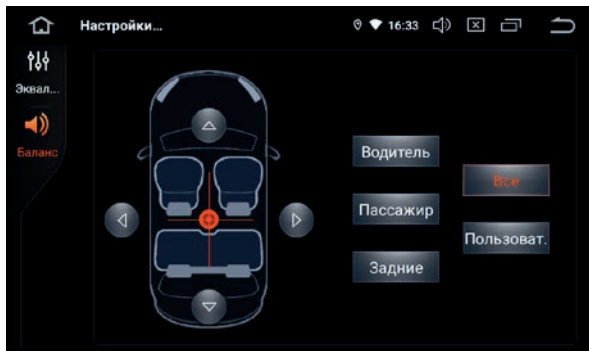 Настройки...
16:33
Эквал...
Баланс
Водитель
Все
Пассажир
Пользоват.
Задние